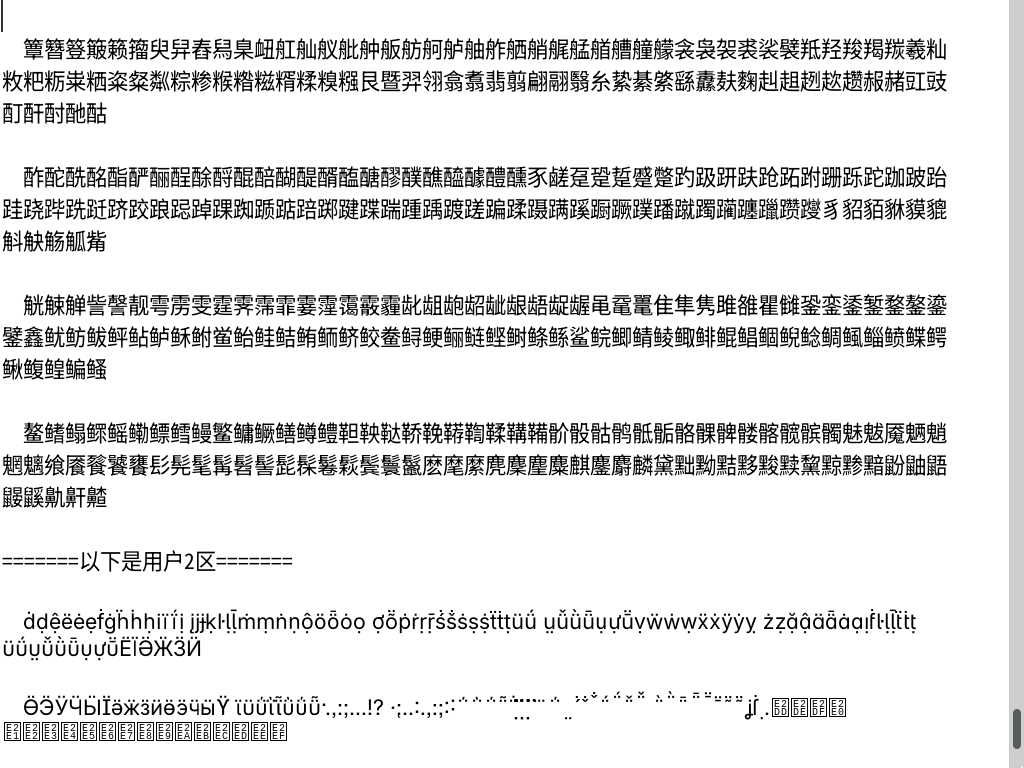 簟簪簦簸籁籀臾舁舂舄臬衄舡舢舣舭舯舨舫舸舻舳舴舾艄艉艋艏艚艟艨衾袅袈裘裟襞羝羟羧羯羰羲籼
敉粑粝粜粞粢粲粼粽糁糇糌糍糈糅糗糨艮暨羿翎翕翥翡翦翩翮翳糸絷綦綮繇纛麸麴赳趄趔趑趱赧赭豇豉
酊酐酎酏酤
酢酡酰酩酯酽酾酲酴酹醌醅醐醍醑醢醣醪醭醮醯醵醴醺豕鹾趸跫踅蹙蹩趵趿趼趺跄跖跗跚跞跎跏跛跆
跬跷跸跣跹跻跤踉跽踔踝踟踬踮踣踯踺蹀踹踵踽踱蹉蹁蹂蹑蹒蹊蹰蹶蹼蹯蹴躅躏躔躐躜躞豸貂貊貅貘貔
斛觖觞觚觜
觥觫觯訾謦靓雩雳雯霆霁霈霏霎霪霭霰霾龀龃龅龆龇龈龉龊龌黾鼋鼍隹隼隽雎雒瞿雠銎銮鋈錾鍪鏊鎏
鐾鑫鱿鲂鲅鲆鲇鲈稣鲋鲎鲐鲑鲒鲔鲕鲚鲛鲞鲟鲠鲡鲢鲣鲥鲦鲧鲨鲩鲫鲭鲮鲰鲱鲲鲳鲴鲵鲶鲷鲺鲻鲼鲽鳄
鳅鳆鳇鳊鳋
鳌鳍鳎鳏鳐鳓鳔鳕鳗鳘鳙鳜鳝鳟鳢靼鞅鞑鞒鞔鞯鞫鞣鞲鞴骱骰骷鹘骶骺骼髁髀髅髂髋髌髑魅魃魇魉魈
魍魑飨餍餮饕饔髟髡髦髯髫髻髭髹鬈鬏鬓鬟鬣麽麾縻麂麇麈麋麒鏖麝麟黛黜黝黠黟黢黩黧黥黪黯鼢鼬鼯
鼹鼷鼽鼾齄
=======以下是用户2区=======